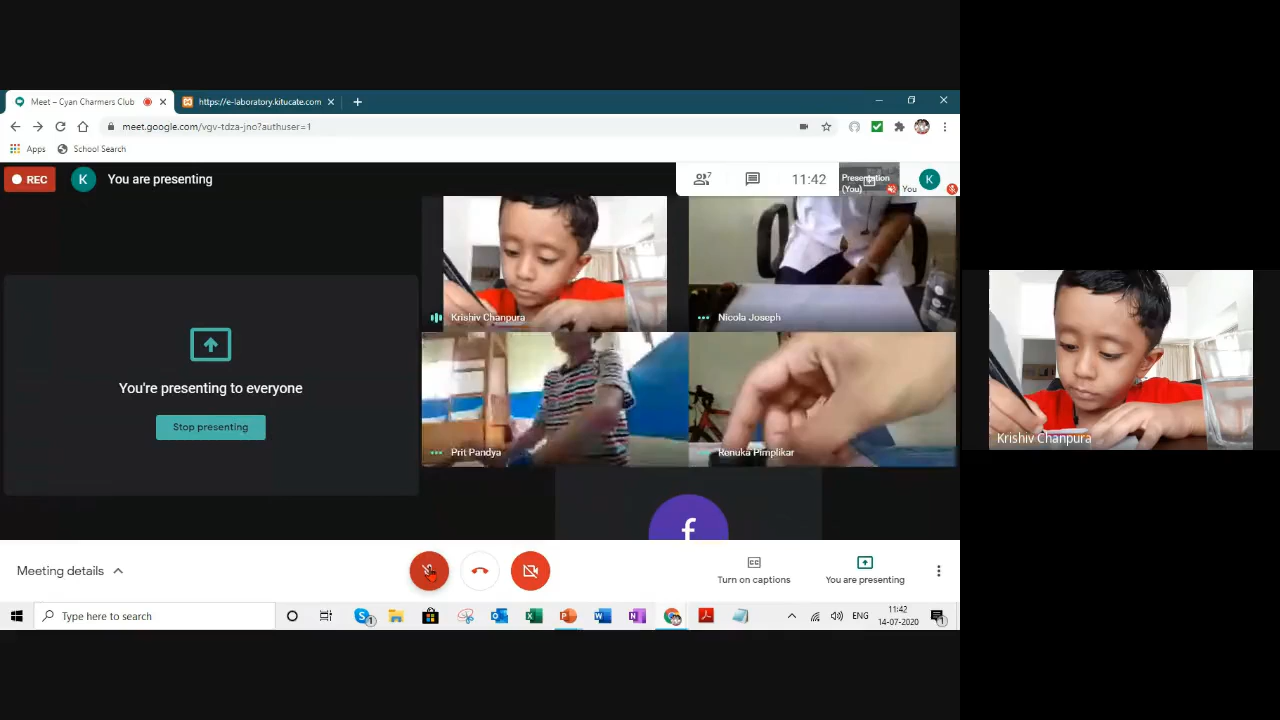 Meet – Cyan Charmers Club
https://e-laboratory.kitucate.com
meet.google.com/vgv-tdza-jno?authuser=1
Apps
School Search
REC
K
You are presenting
7
11:42
Presentation
(You)
You
K
You're presenting to everyone
Stop presenting
Krishiv Chanpura
Nicola Joseph
Prit Pandya
Renuka Pimplikar
f
Krishiv Chanpura
Meeting details
CC
Turn on captions
You are presenting
Type here to search
ENG
11:42
14-07-2020